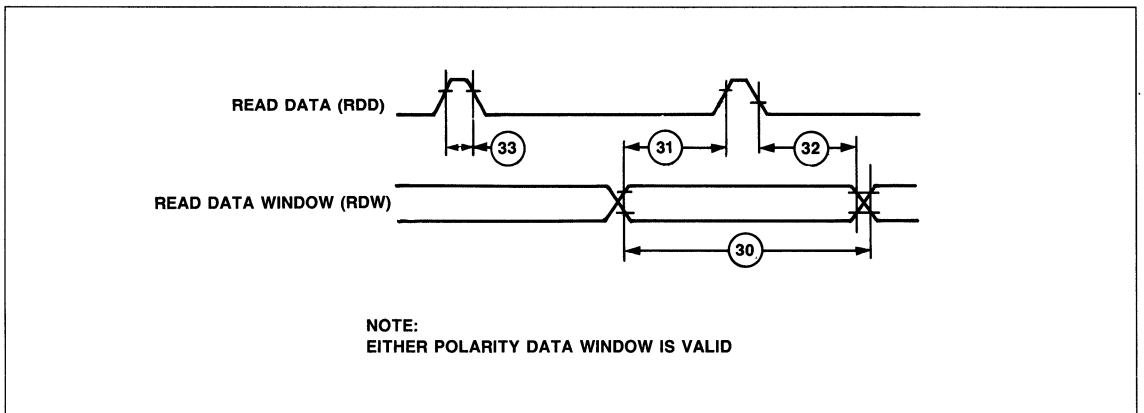 READ DATA (RDD)
33
31
32
READ DATA WINDOW (RDW)
30
NOTE:
EITHER POLARITY DATA WINDOW IS VALID